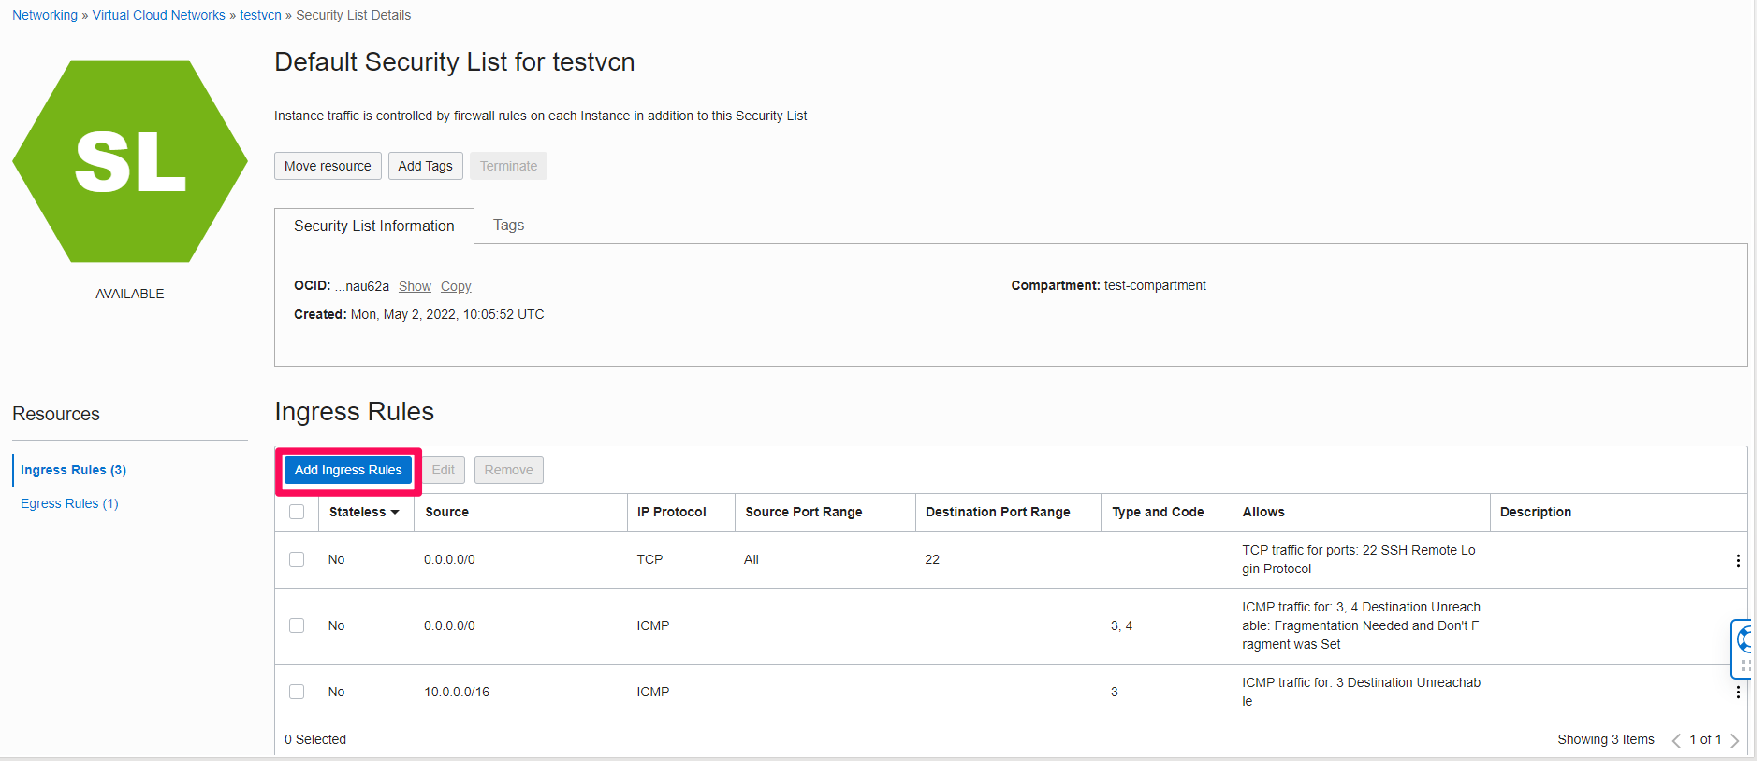 Networking » Virtual Cloud Networks » testvcn » Security List Details
SL
AVAILABLE
Default Security List for testvcn
Instance traffic is controlled by firewall rules on each Instance in addition to this Security List
Move resource Add Tags Terminate
Security List Information Tags
OCID: ...nau62a Show Copy
Compartment: test-compartment
Created: Mon, May 2, 2022, 10:05:52 UTC
Resources
Ingress Rules (3)
Egress Rules (1)
Ingress Rules
Add Ingress Rules Edit Remove
Stateless Source IP Protocol Source Port Range Destination Port Range Type and Code Allows Description
No 0.0.0.0/0 TCP All 22 TCP traffic for ports: 22 SSH Remote Lo
gin Protocol
No 0.0.0.0/0 ICMP 3, 4 ICMP traffic for: 3, 4 Destination Unreach
able: Fragmentation Needed and Don't F
ragment was Set
No 10.0.0.0/16 ICMP 3 ICMP traffic for: 3 Destination Unreachab
le
0 Selected
Showing 3 Items < 1 of 1 >